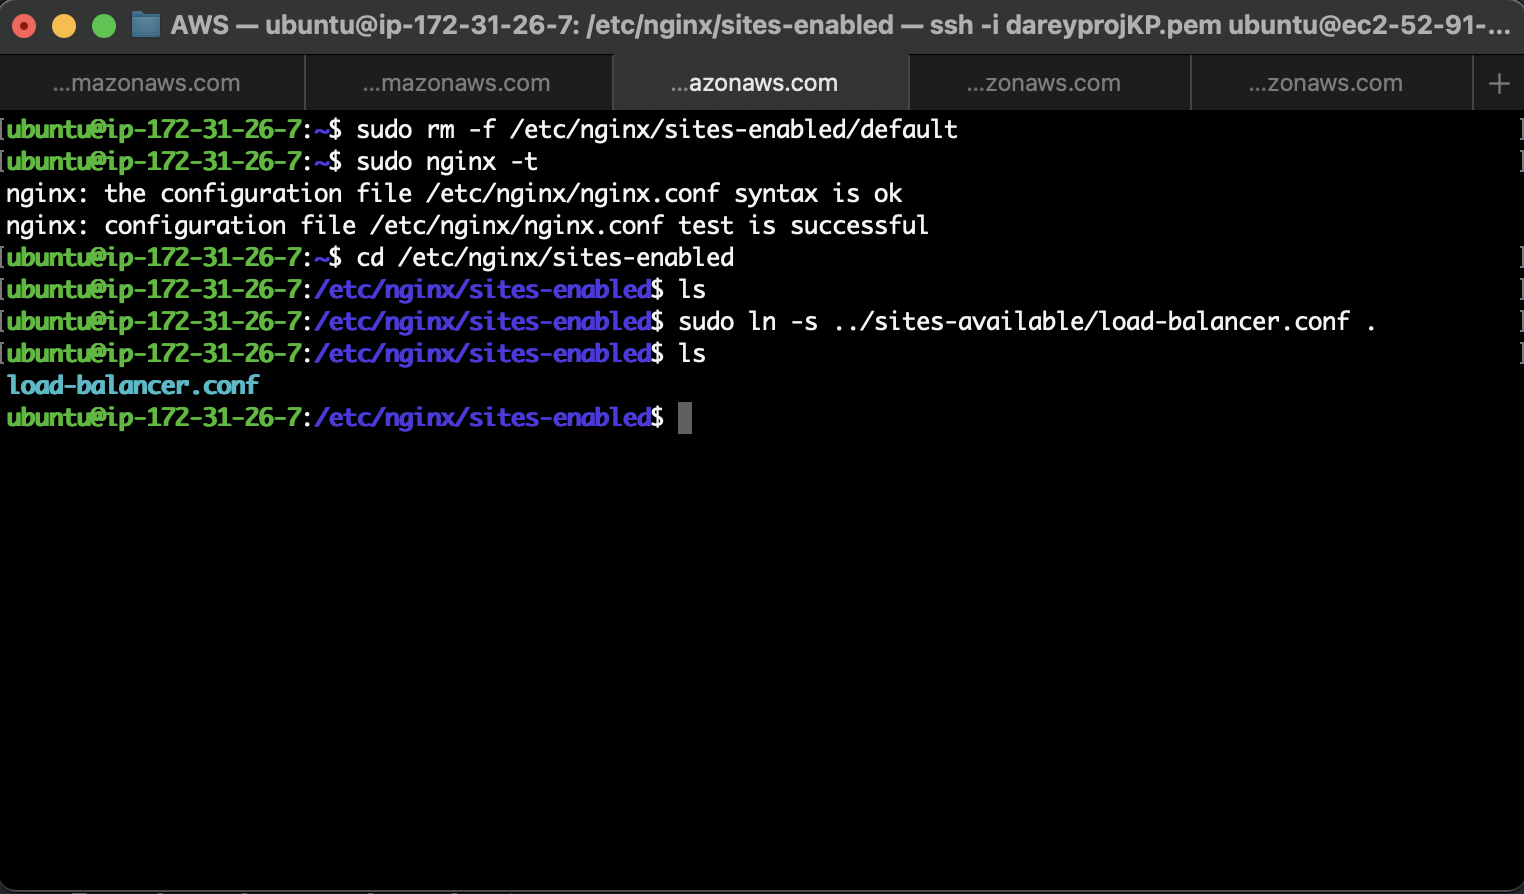 AWS — ubuntu@ip-172-31-26-7: /etc/nginx/sites-enabled — ssh -i dareyprojKP.pem ubuntu@ec2-52-91-...
...mazonaws.com ...mazonaws.com ...azonaws.com ...zonaws.com ...zonaws.com +
ubuntu@ip-172-31-26-7:~$ sudo rm -f /etc/nginx/sites-enabled/default
ubuntu@ip-172-31-26-7:~$ sudo nginx -t
nginx: the configuration file /etc/nginx/nginx.conf syntax is ok
nginx: configuration file /etc/nginx/nginx.conf test is successful
ubuntu@ip-172-31-26-7:~$ cd /etc/nginx/sites-enabled
ubuntu@ip-172-31-26-7:/etc/nginx/sites-enabled$ ls
ubuntu@ip-172-31-26-7:/etc/nginx/sites-enabled$ sudo ln -s ../sites-available/load-balancer.conf .
ubuntu@ip-172-31-26-7:/etc/nginx/sites-enabled$ ls
load-balancer.conf
ubuntu@ip-172-31-26-7:/etc/nginx/sites-enabled$